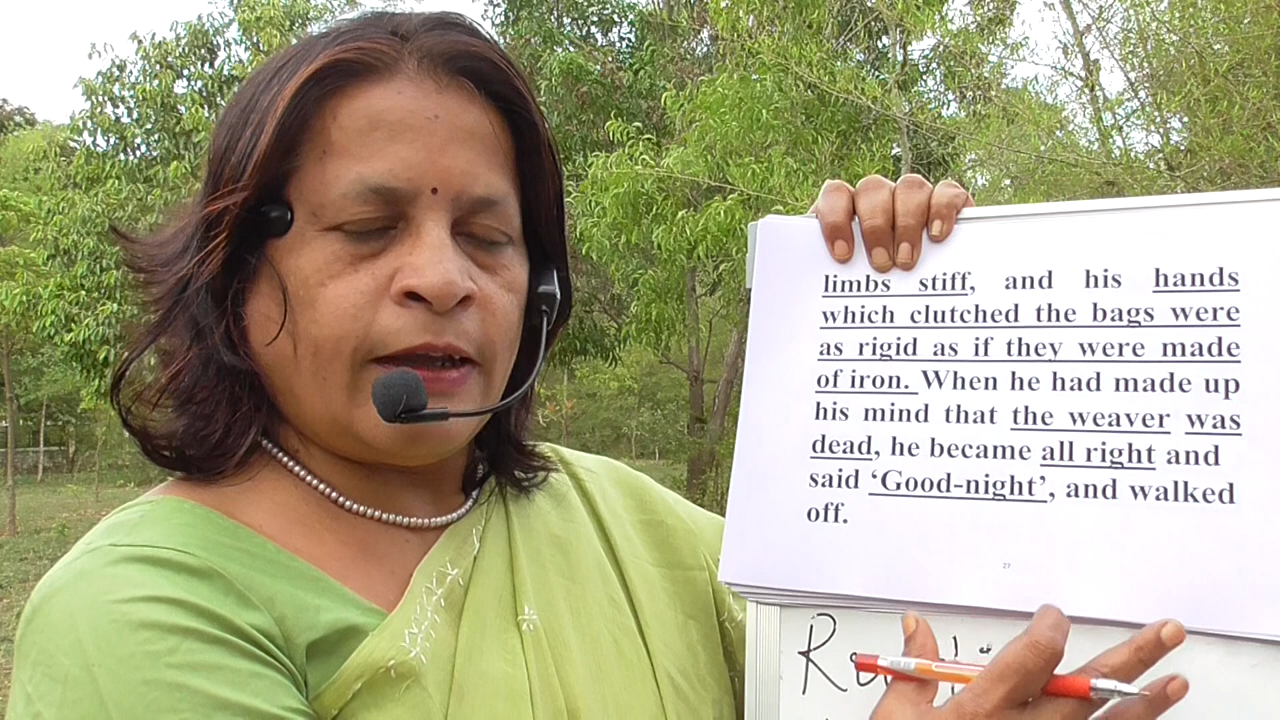 limbs stiff, and his hands
which clutched the bags were
as rigid as if they were made
of iron. When he had made up
his mind that the weaver was
dead, he became all right and
said ‘Good-night’, and walked
off.
27